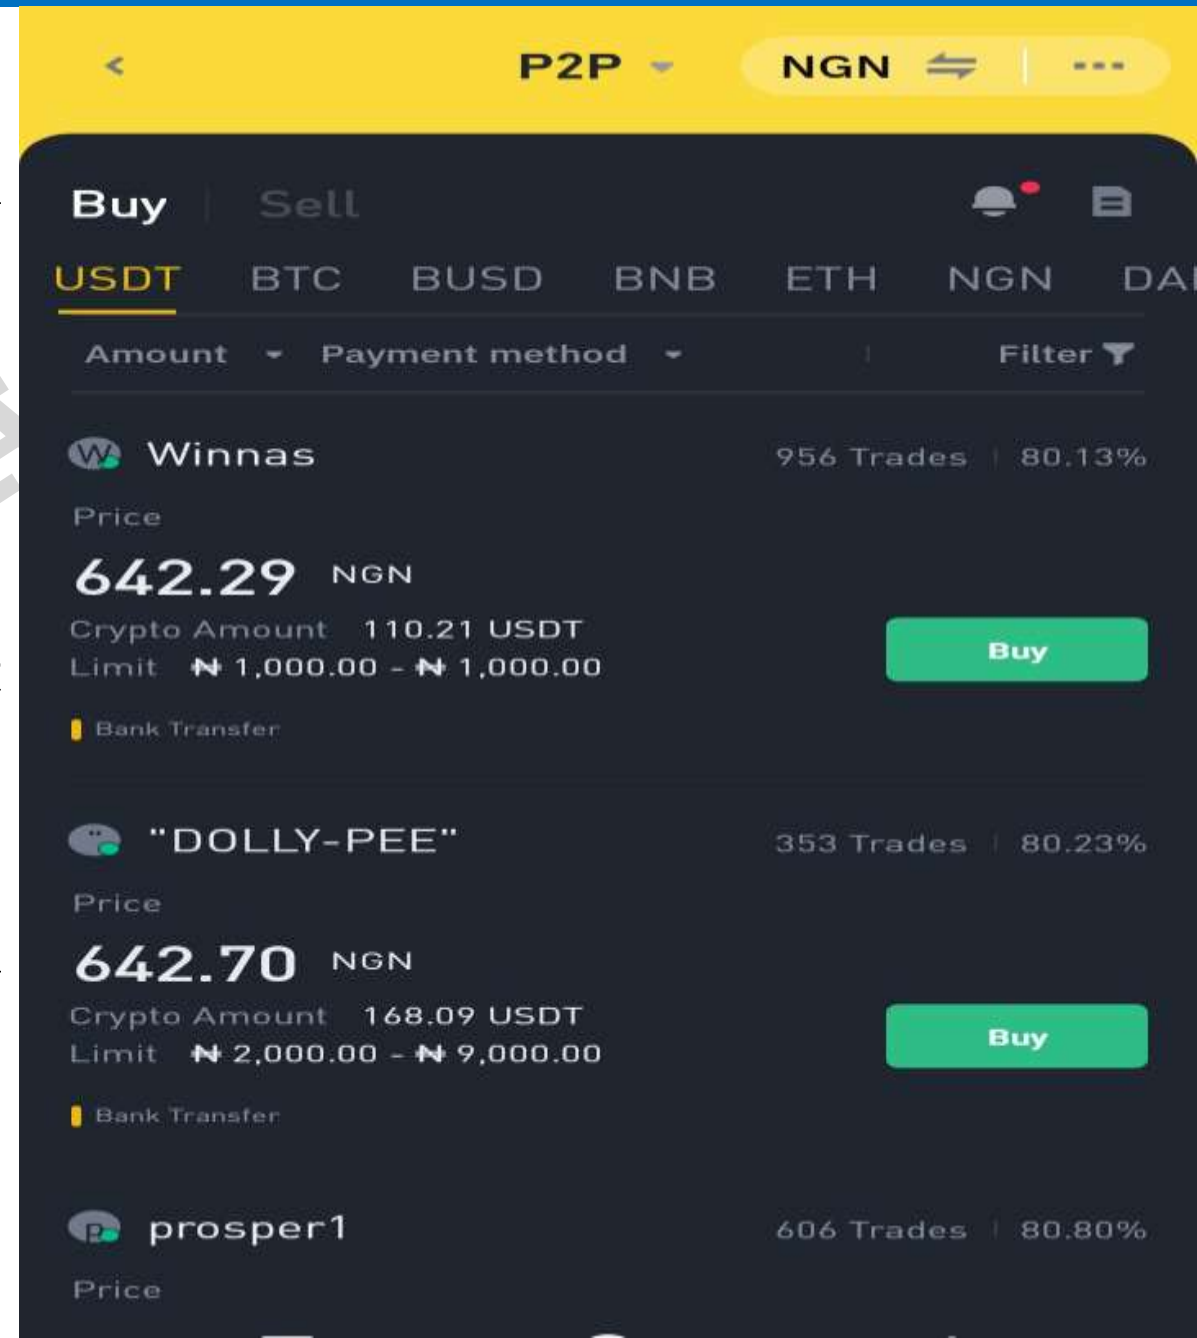 < P2P NGN ...
Buy Sell
USDT BTC BUSD BNB ETH NGN DAI
Amount Payment method Filter
W Winnas 956 Trades 80.13%
Price
642.29 NGN
Crypto Amount 110.21 USDT
Limit ₦ 1,000.00 - ₦ 1,000.00
Buy
Bank Transfer
"DOLLY-PEE" 353 Trades 80.23%
Price
642.70 NGN
Crypto Amount 168.09 USDT
Limit ₦ 2,000.00 - ₦ 9,000.00
Buy
Bank Transfer
P prosper1 606 Trades 80.80%
Price